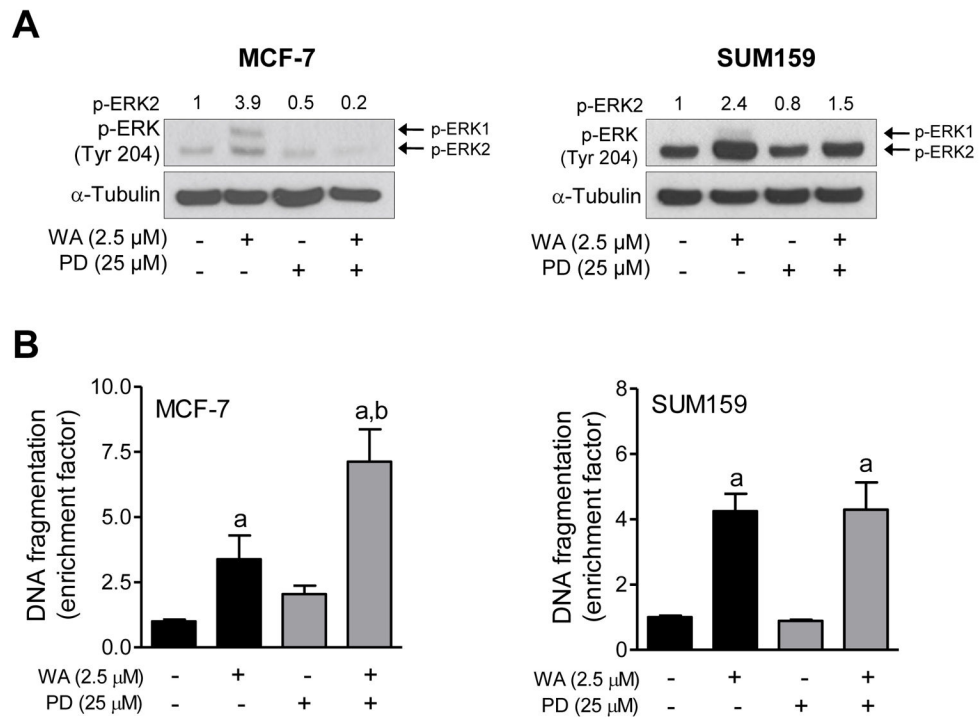 A
MCF-7
p-ERK2 1 3.9 0.5 0.2
p-ERK
(Tyr 204)
p-ERK1
p-ERK2
α-Tubulin
WA (2.5 µM) - + - +
PD (25 µM) - - + +
SUM159
p-ERK2 1 2.4 0.8 1.5
p-ERK
(Tyr 204)
p-ERK1
p-ERK2
α-Tubulin
WA (2.5 µM) - + - +
PD (25 µM) - - + +
B
MCF-7
DNA fragmentation
(enrichment factor)
10.0
7.5
5.0
2.5
0.0
a
a,b
WA (2.5 µM) - + - +
PD (25 µM) - - + +
SUM159
DNA fragmentation
(enrichment factor)
8
6
4
2
0
a
a
WA (2.5 µM) - + - +
PD (25 µM) - - + +